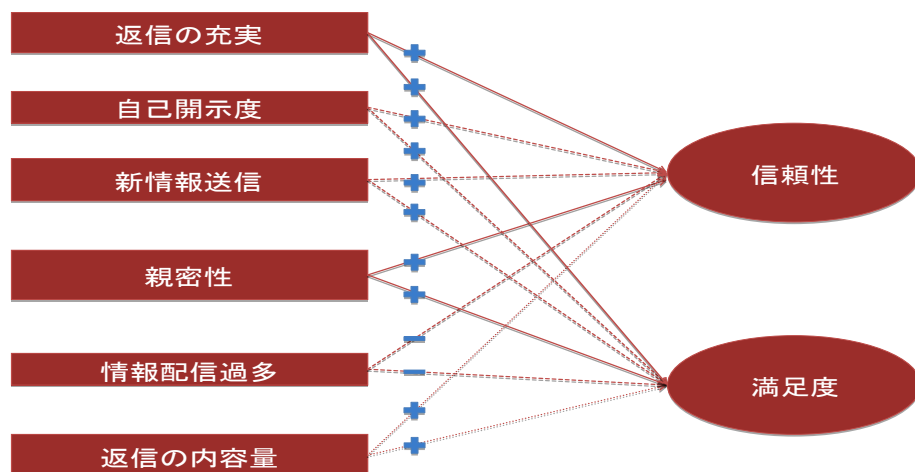 返信の充実
自己開示度
新情報送信
親密性
情報配信過多
返信の内容量
信頼性
満足度